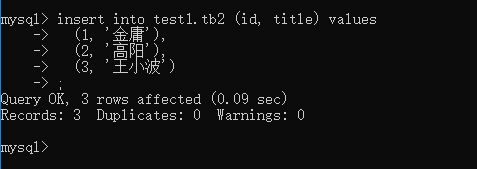 mysql> insert into test1.tb2 (id, title) values
    ->   (1, '金庸'),
    ->   (2, '高阳'),
    ->   (3, '王小波')
    -> ;
Query OK, 3 rows affected (0.09 sec)
Records: 3  Duplicates: 0  Warnings: 0
mysql>